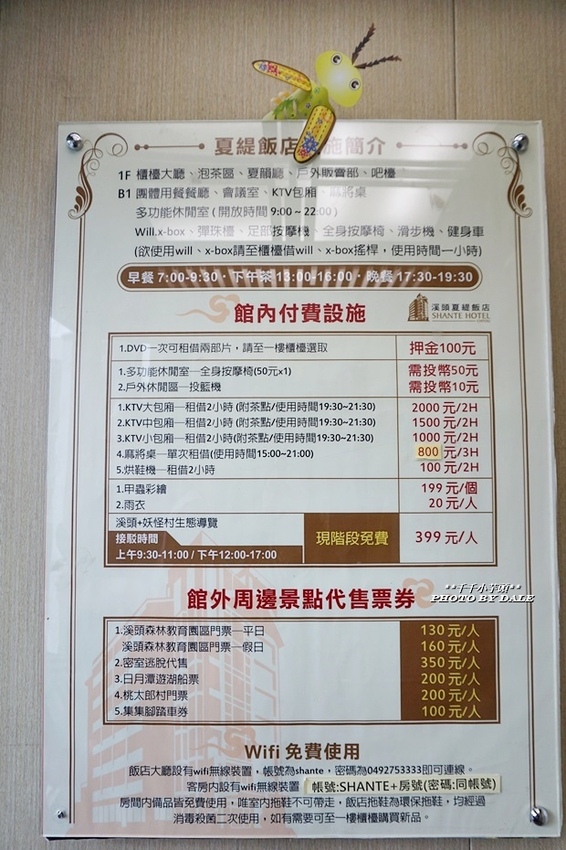 夏緹飯店 施簡介
1F 櫃檯大廳、泡茶區、夏韻廳、戶外販賣部、吧檯
B1 團體用餐餐廳、會議室、KTV包廂、麻將桌
多功能休閒室(開放時間 9:00~22:00)
Will.x-box、彈珠檯、足部按摩機、全身按摩椅、滑步機、健身車
(欲使用will、x-box請至櫃檯借will、x-box搖桿,使用時間一小時)
早餐 7:00-9:30,下午茶 13:00-16:00,晚餐 17:30-19:30
館內付費設施
溪頭夏緹飯店
SHANTE HOTEL
1.DVD一次可租借兩部片,請至一樓櫃檯選取 押金100元
1.多功能休閒室—全身按摩椅(50元x1) 需投幣50元
2.戶外休閒區—投籃機 需投幣10元
1.KTV大包廂—租借2小時 (附茶點/使用時間19:30~21:30) 2000 元/2H
2.KTV中包廂—租借2小時 (附茶點/使用時間19:30~21:30) 1500 元/2H
3.KTV小包廂—租借2小時 (附茶點/使用時間19:30~21:30) 1000 元/2H
4.麻將桌—單次租借(使用時間15:00~21:00) 800 元/3H
5.烘鞋機—租借2小時 100 元/2H
1.甲蟲彩繪 199 元/個
2.雨衣 20 元/人
溪頭+妖怪村生態導覽
接駁時間
上午9:30-11:00 / 下午12:00-17:00
現階段免費 399 元/人
館外周邊景點代售票券
**千千小宇宙**
PHOTO BY DALE
1.溪頭森林教育園區門票—平日 130 元/人
溪頭森林教育園區門票—假日 160 元/人
2.密室逃脫代售 350 元/人
3.日月潭遊湖船票 200 元/人
4.桃太郎村門票 200 元/人
5.集集腳踏車券 100 元/人
Wifi 免費使用
飯店大廳設有wifi無線裝置,帳號為shante,密碼為0492753333即可連線。
客房內設有wifi無線裝置 帳號:SHANTE+房號(密碼:同帳號)
房間內備品皆免費使用,唯室內拖鞋不可帶走,飯店拖鞋為環保拖鞋,均經過
消毒殺菌二次使用,如有需要可至一樓櫃檯購買新品。